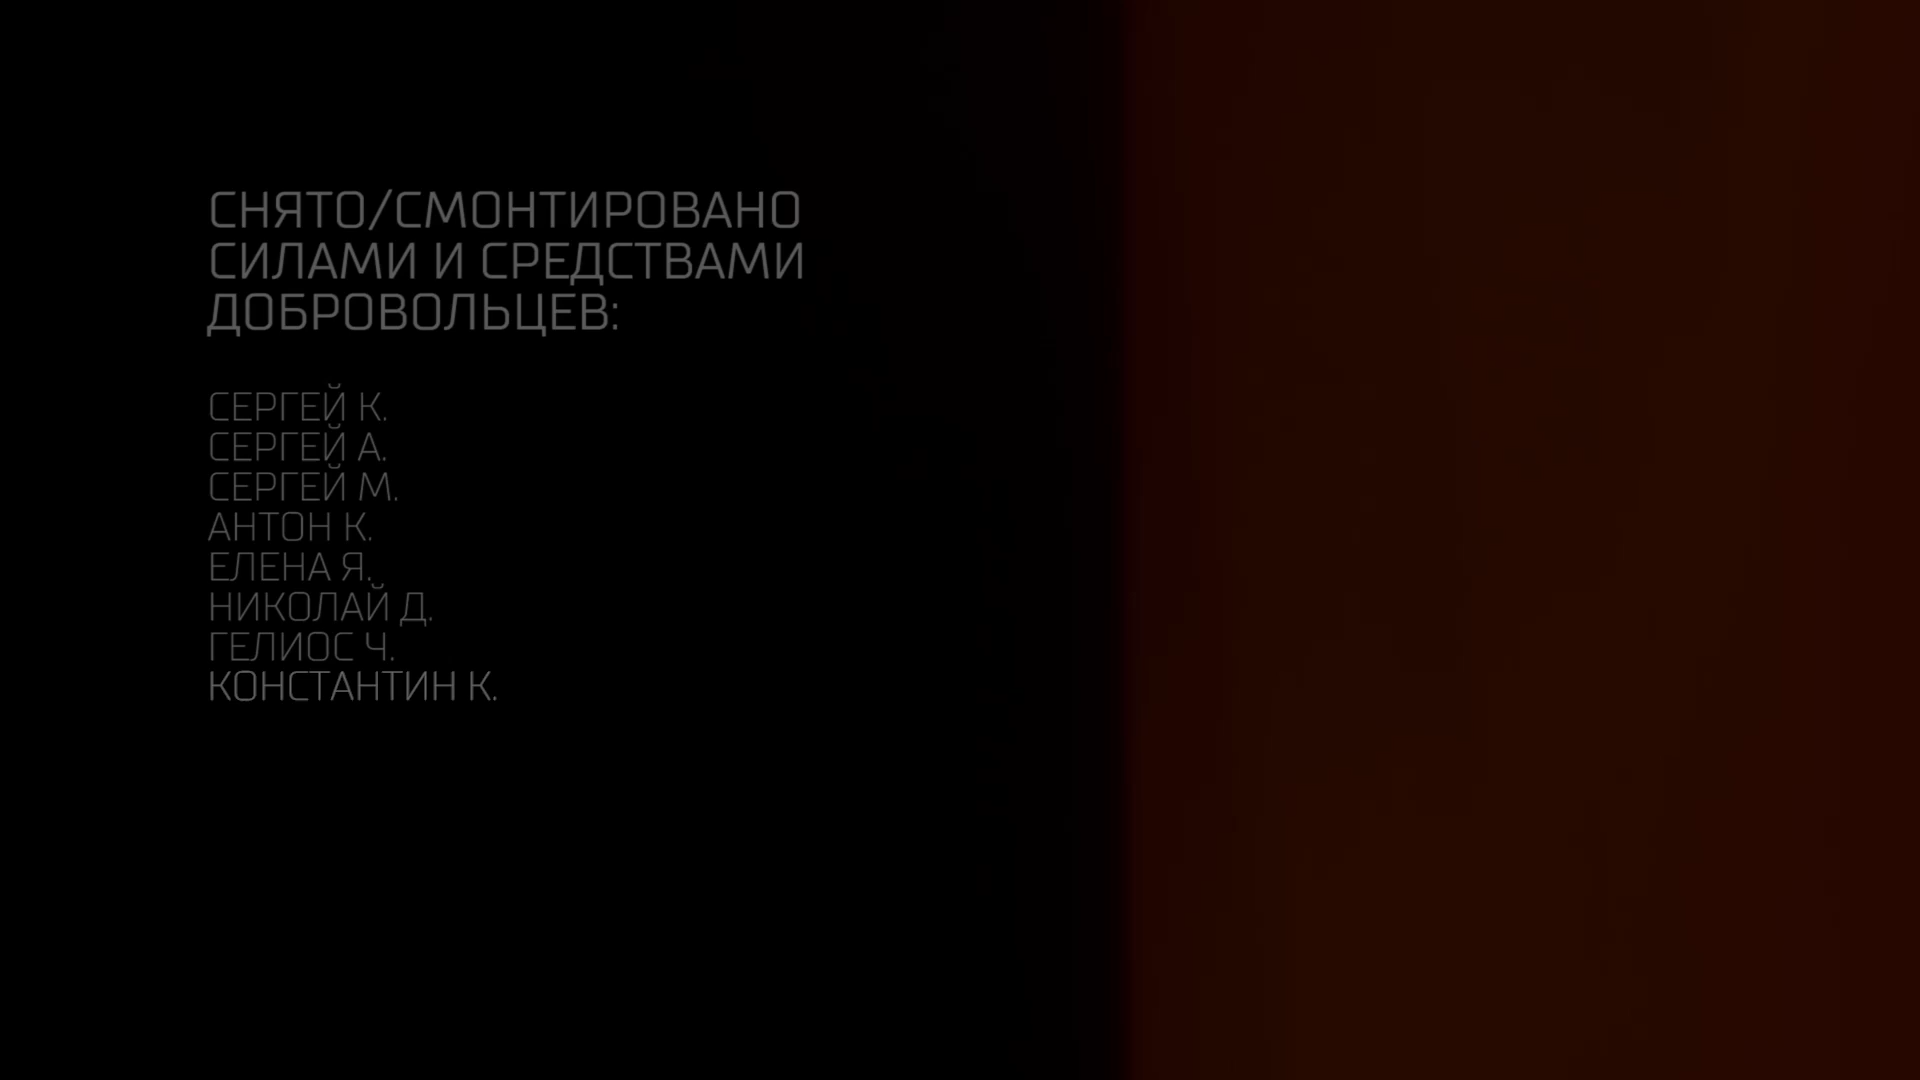 СНЯТО/СМОНТИРОВАНО
СИЛАМИ И СРЕДСТВАМИ
ДОБРОВОЛЬЦЕВ:
СЕРГЕЙ К.
СЕРГЕЙ А.
СЕРГЕЙ М.
АНТОН К.
ЕЛЕНА Я.
НИКОЛАЙ Д.
ГЕЛИОС Ч.
КОНСТАНТИН К.